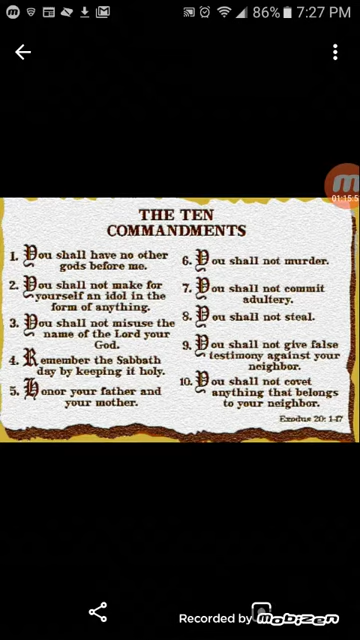 86% 7:27 PM
01:15:5
THE TEN
COMMANDMENTS
1. You shall have no other
gods before me.
2. You shall not make for
yourself an idol in the
form of anything.
3. You shall not misuse the
name of the Lord your
God.
4. Remember the Sabbath
day by keeping it holy.
5. Honor your father and
your mother.
6. You shall not murder.
7. You shall not commit
adultery.
8. You shall not steal.
9. You shall not give false
testimony against your
neighbor.
10. You shall not covet
anything that belongs
to your neighbor.
Exodus 20: 1-17
Recorded by mobizen